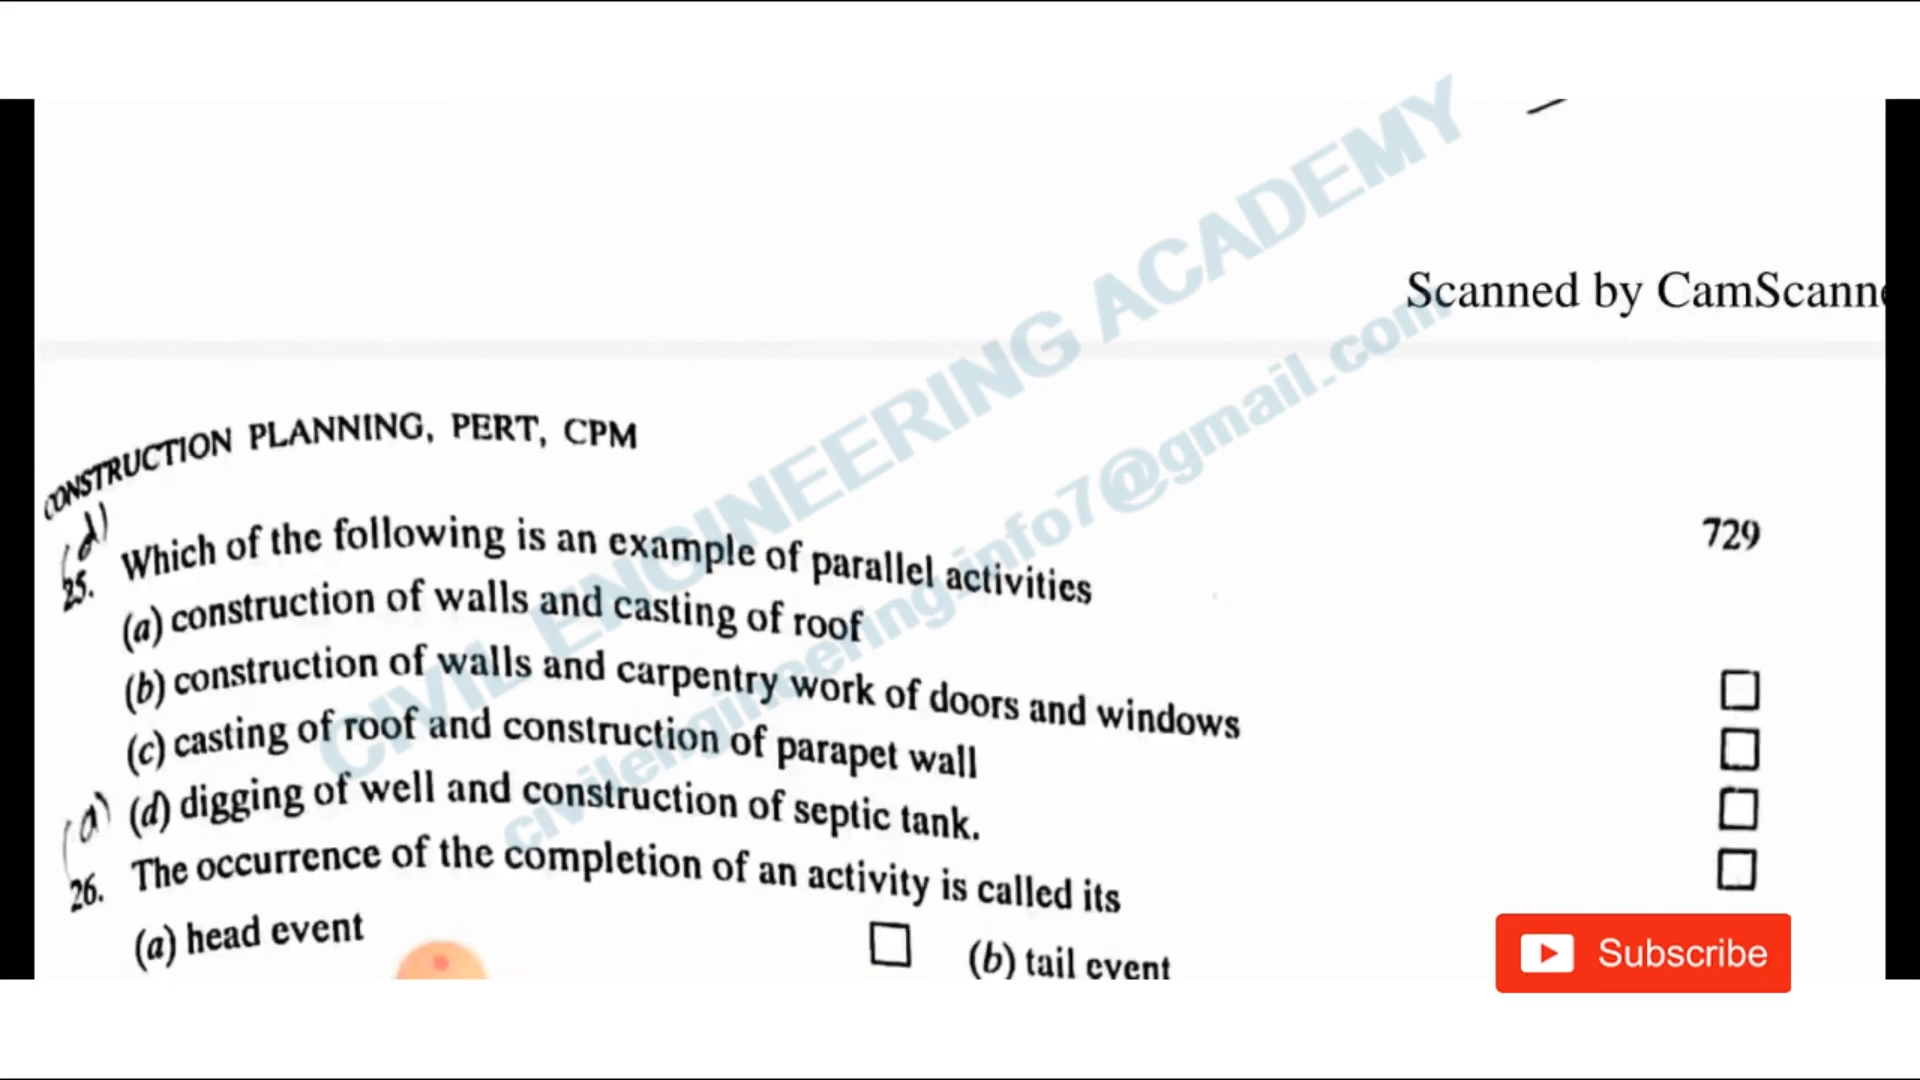 CIVIL ENGINEERING ACADEMY
civilengineering.info7@gmail.com
Scanned by CamScanne
CONSTRUCTION PLANNING, PERT, CPM
729
(d)
25. Which of the following is an example of parallel activities
(a) construction of walls and casting of roof
(b) construction of walls and carpentry work of doors and windows
(c) casting of roof and construction of parapet wall
(d) digging of well and construction of septic tank.
(a)
26. The occurrence of the completion of an activity is called its
(a) head event
(b) tail event
Subscribe